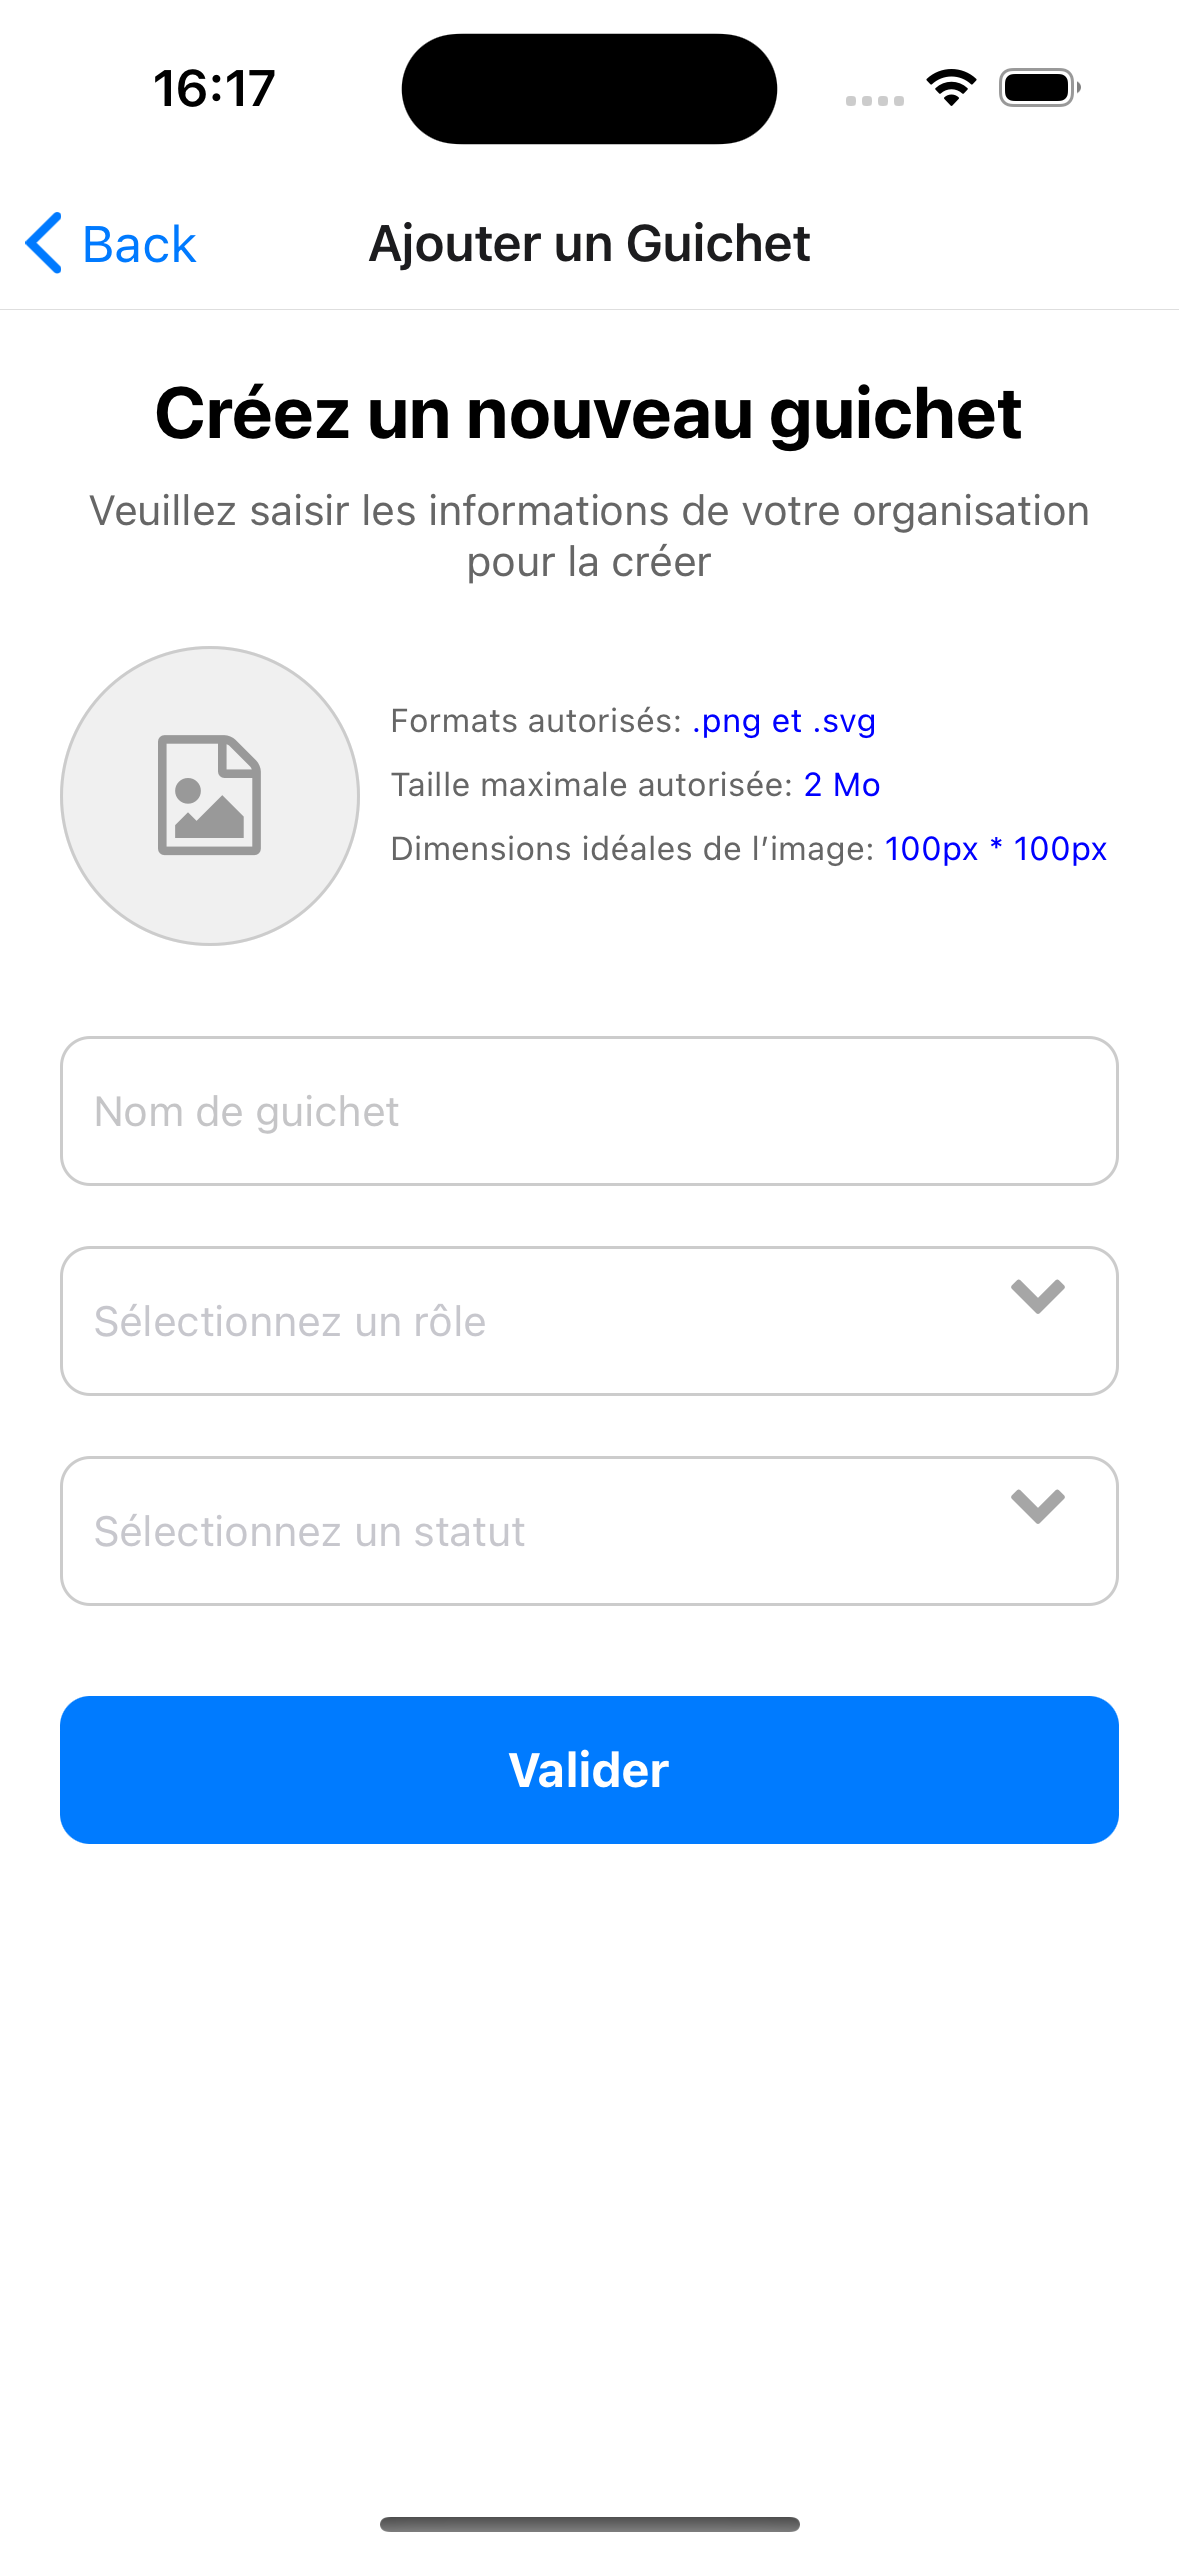 16:17
Back
Ajouter un Guichet
Créez un nouveau guichet
Veuillez saisir les informations de votre organisation
pour la créer
Formats autorisés: .png et .svg
Taille maximale autorisée: 2 Mo
Dimensions idéales de l’image: 100px * 100px
Nom de guichet
Sélectionnez un rôle
Sélectionnez un statut
Valider